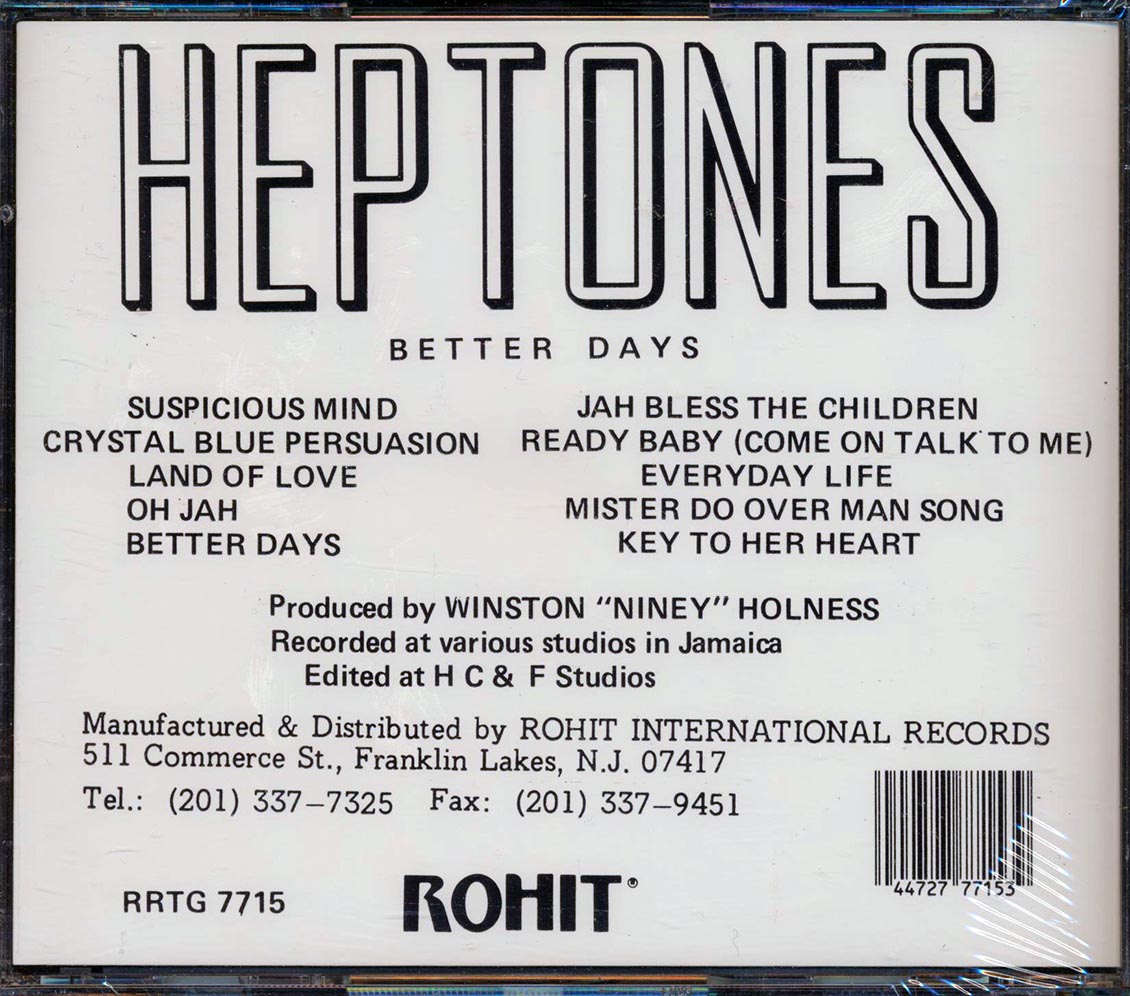 HEPTONES
BETTER DAYS
SUSPICIOUS MIND
CRYSTAL BLUE PERSUASION
LAND OF LOVE
OH JAH
BETTER DAYS
JAH BLESS THE CHILDREN
READY BABY (COME ON TALK TO ME)
EVERYDAY LIFE
MISTER DO OVER MAN SONG
KEY TO HER HEART
Produced by WINSTON "NINEY" HOLNESS
Recorded at various studios in Jamaica
Edited at H C & F Studios
Manufactured & Distributed by ROHIT INTERNATIONAL RECORDS
511 Commerce St., Franklin Lakes, N.J. 07417
Tel.: (201) 337-7325 Fax: (201) 337-9451
44727 77153
RRTG 7715
ROHIT®